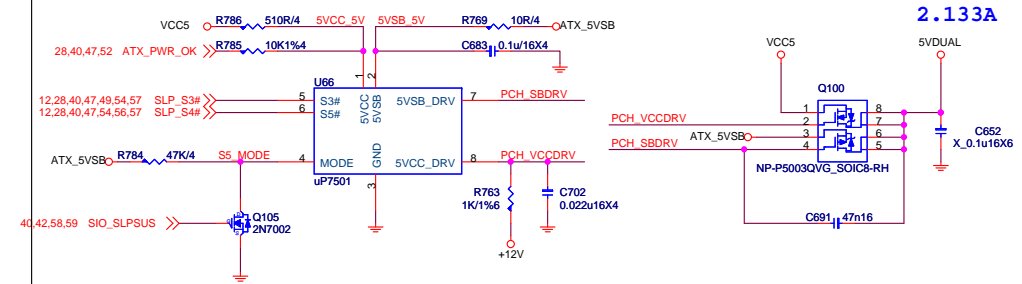 2.133A
VCC5
R786
510R/4
5VCC_5V
5VSB_5V
R769
10R/4
ATX_5VSB
28,40,47,52 ATX_PWR_OK
R785
10K1%4
C683
0.1u/16X4
VCC5
5VDUAL
U66
1
2
5VCC
5VSB
Q100
12,28,40,47,49,54,57 SLP_S3#
5
S3#
5VSB_DRV
7
PCH_SBDRV
12,28,40,47,54,56,57 SLP_S4#
6
S5#
1
8
PCH_VCCDRV
2
7
ATX_5VSB
3
6
PCH_SBDRV
4
5
C652
X_0.1u16X6
ATX_5VSB
R784
47K/4
S5_MODE
4
MODE
GND
5VCC_DRV
8
PCH_VCCDRV
NP-P5003QVG_SOIC8-RH
uP7501
3
R763
1K/1%6
C702
0.022u16X4
C691
47n16
40,42,58,59 SIO_SLPSUS
Q105
2N7002
+12V